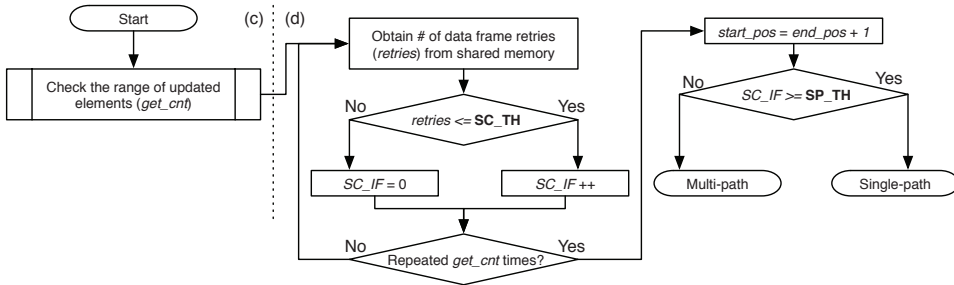 Start
(c)
(d)
Check the range of updated
elements (get_cnt)
Obtain # of data frame retries
(retries) from shared memory
No
Yes
retries <= SC_TH
SC_IF = 0
SC_IF ++
No
Yes
Repeated get_cnt times?
start_pos = end_pos + 1
No
Yes
SC_IF >= SP_TH
Multi-path
Single-path